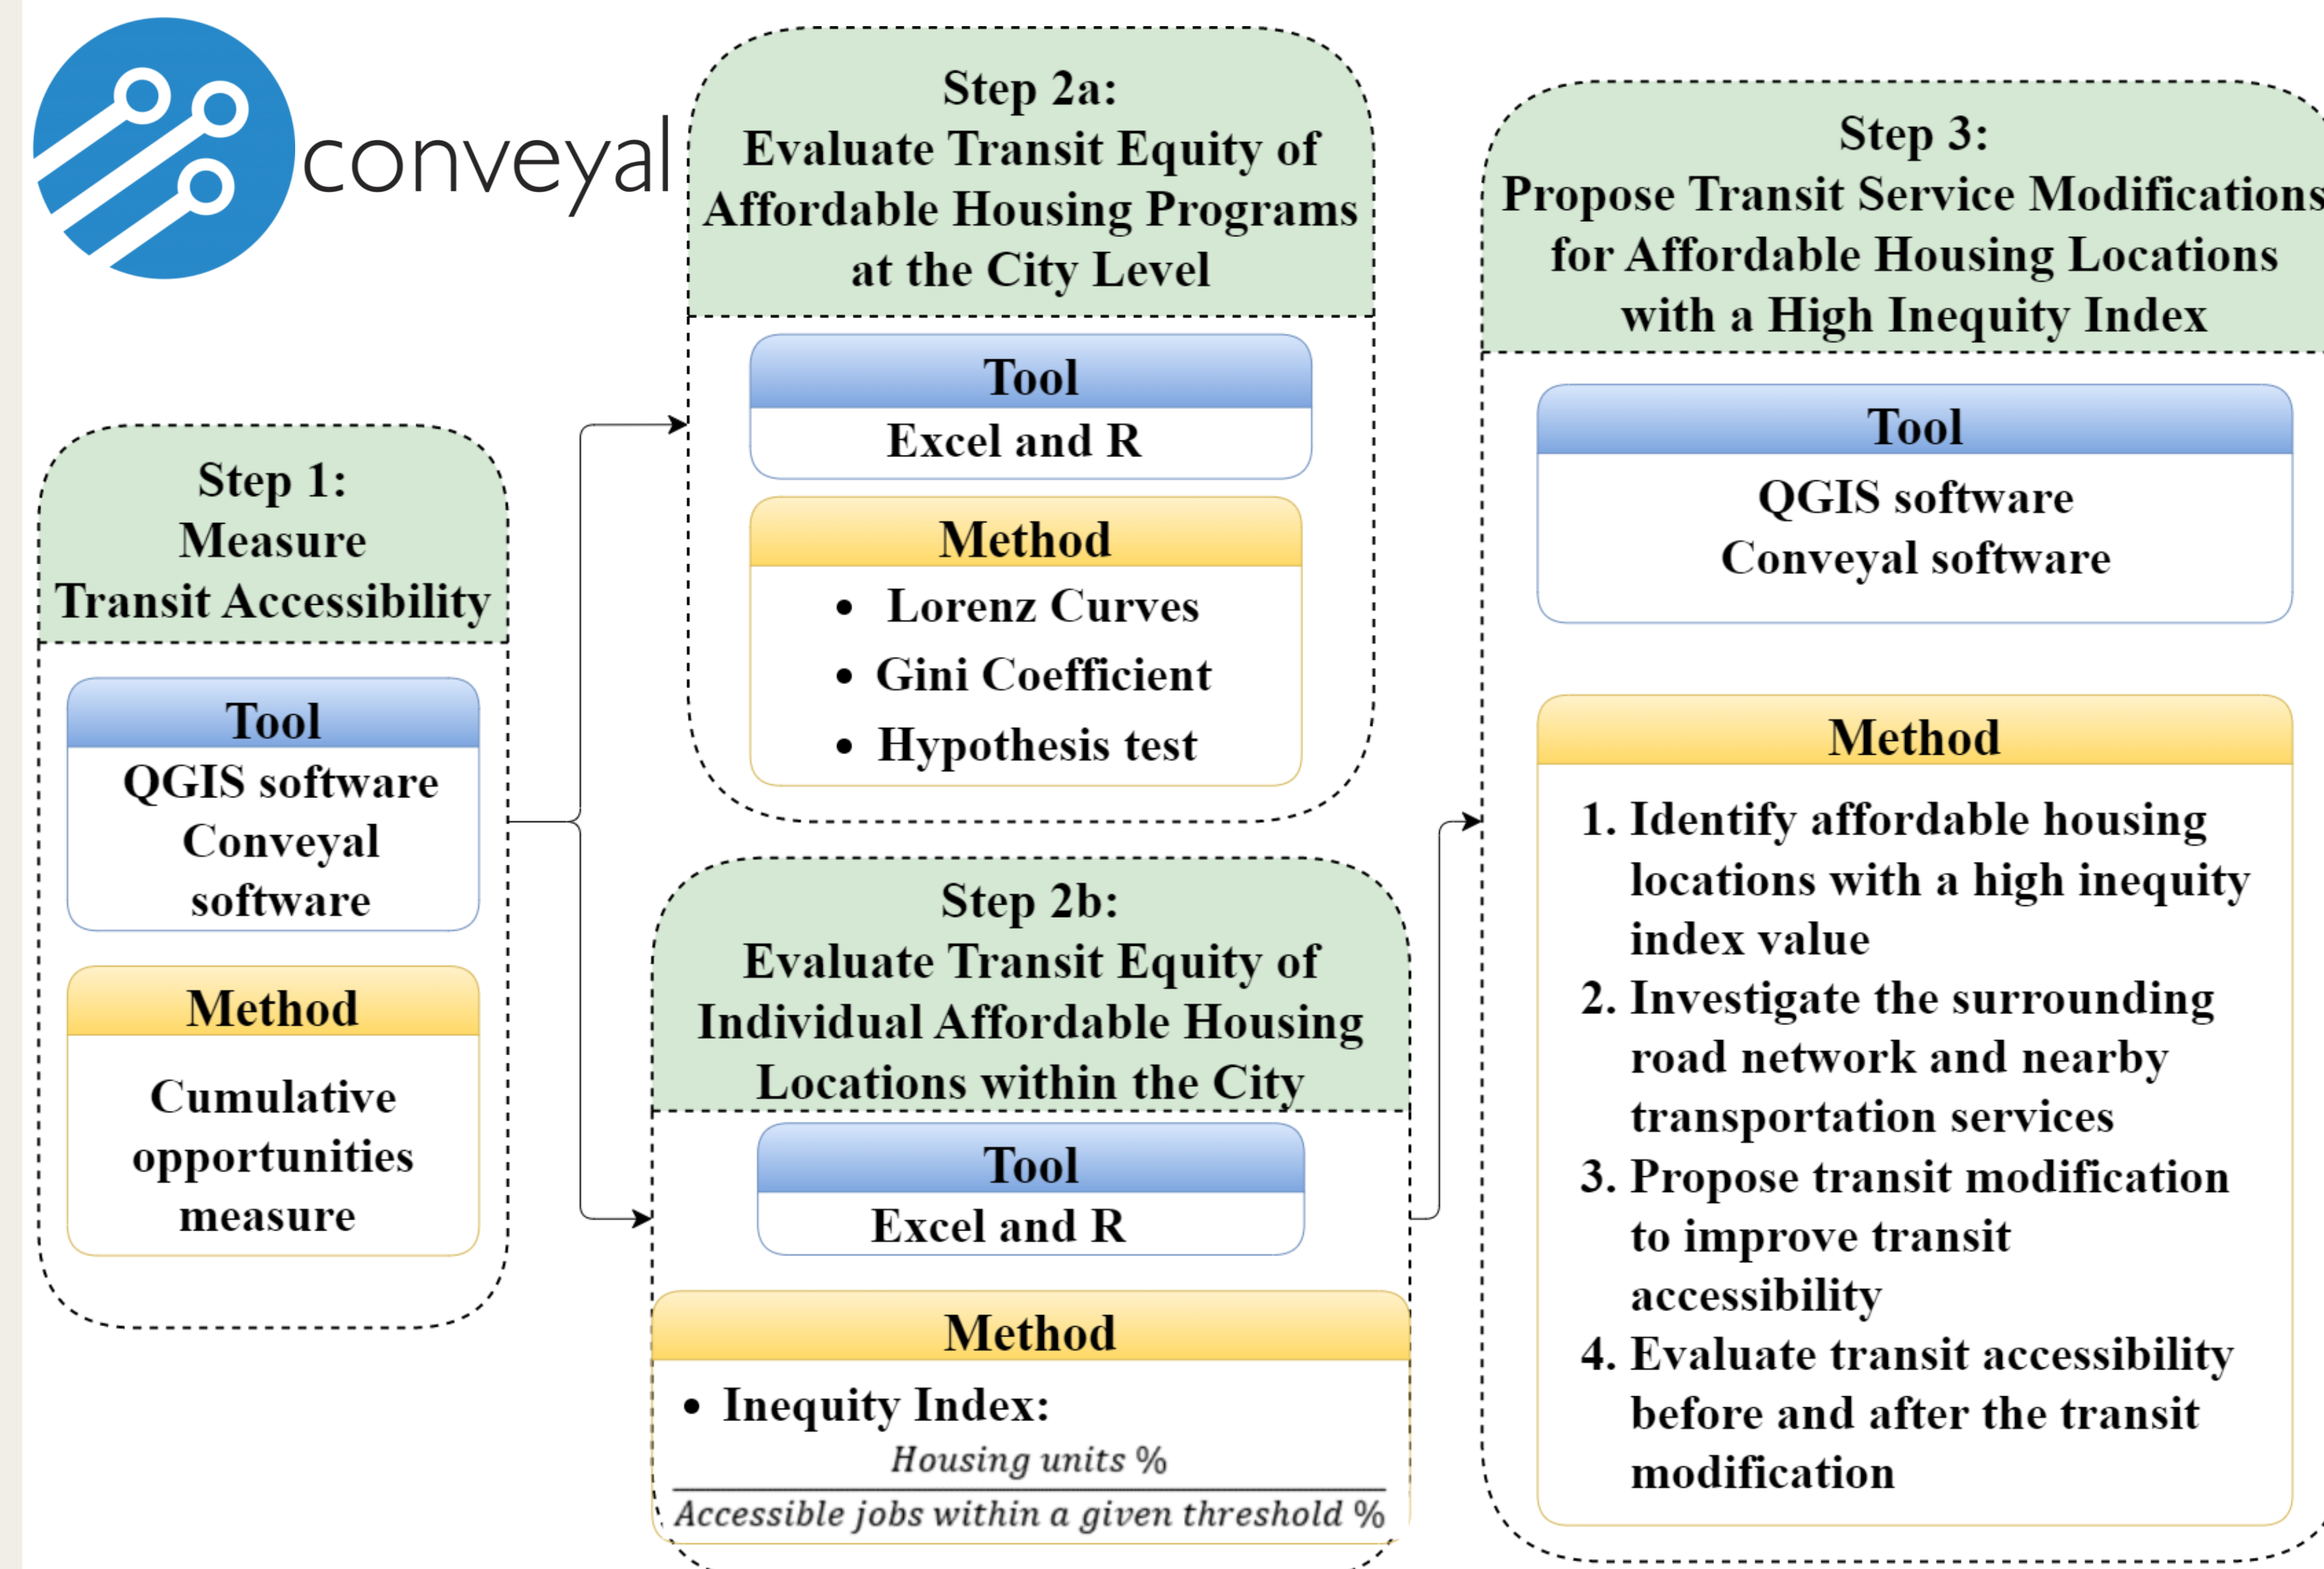 conveyal
Step 1:
Measure
Transit Accessibility
Tool
QGIS software
Conveyal
software
Method
Cumulative
opportunities
measure
Step 2a:
Evaluate Transit Equity of
Affordable Housing Programs
at the City Level
Tool
Excel and R
Method
• Lorenz Curves
• Gini Coefficient
• Hypothesis test
Step 2b:
Evaluate Transit Equity of
Individual Affordable Housing
Locations within the City
Tool
Excel and R
Method
• Inequity Index:
Housing units %
Accessible jobs within a given threshold %
Step 3:
Propose Transit Service Modifications
for Affordable Housing Locations
with a High Inequity Index
Tool
QGIS software
Conveyal software
Method
1. Identify affordable housing
locations with a high inequity
index value
2. Investigate the surrounding
road network and nearby
transportation services
3. Propose transit modification
to improve transit
accessibility
4. Evaluate transit accessibility
before and after the transit
modification